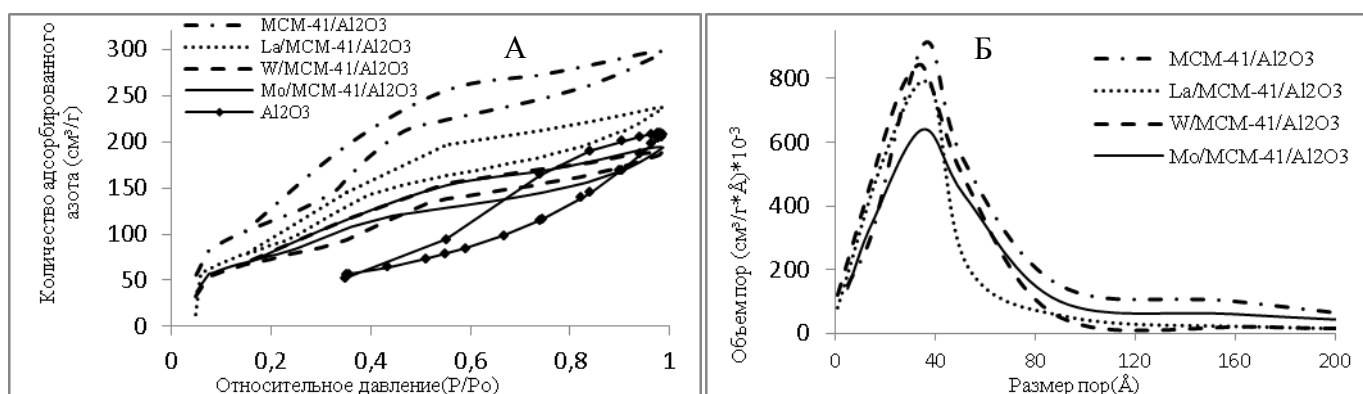 А
MCM-41/Al2O3
La/MCM-41/Al2O3
W/MCM-41/Al2O3
Mo/MCM-41/Al2O3
Al2O3
Количество адсорбированного
азота (см³/г)
300
250
200
150
100
50
0
0
0,2
0,4
0,6
0,8
1
Относительное давление(P/Po)
Б
MCM-41/Al2O3
La/MCM-41/Al2O3
W/MCM-41/Al2O3
Mo/MCM-41/Al2O3
Объем пор (см³/г*Å)*10⁻³
800
600
400
200
0
0
40
80
120
160
200
Размер пор(Å)